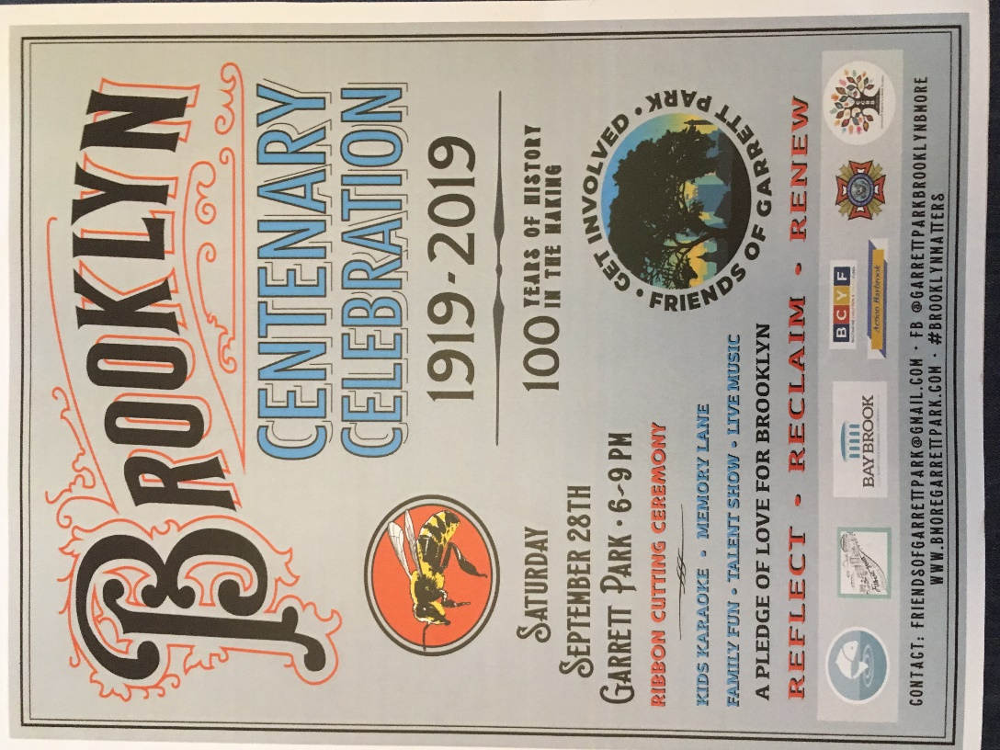 BROOKLYN
CENTENARY
CELEBRATION
1919-2019
100 YEARS OF HISTORY
IN THE MAKING
SATURDAY
SEPTEMBER 28TH
GARRETT PARK · 6-9 PM
RIBBON CUTTING CEREMONY
KIDS KARAOKE • MEMORY LANE
FAMILY FUN • TALENT SHOW • LIVE MUSIC
A PLEDGE OF LOVE FOR BROOKLYN
GET INVOLVED •
FRIENDS OF GARRETT PARK •
REFLECT • RECLAIM • RENEW
BAYBROOK
BCYF
Action Baybrook
CONTACT: FRIENDSOFGARRETTPARK@GMAIL.COM · FB @GARRETTPARKBROOKLYNBMORE
WWW.BMOREGARRETTPARK.COM · #BROOKLYNMATTERS